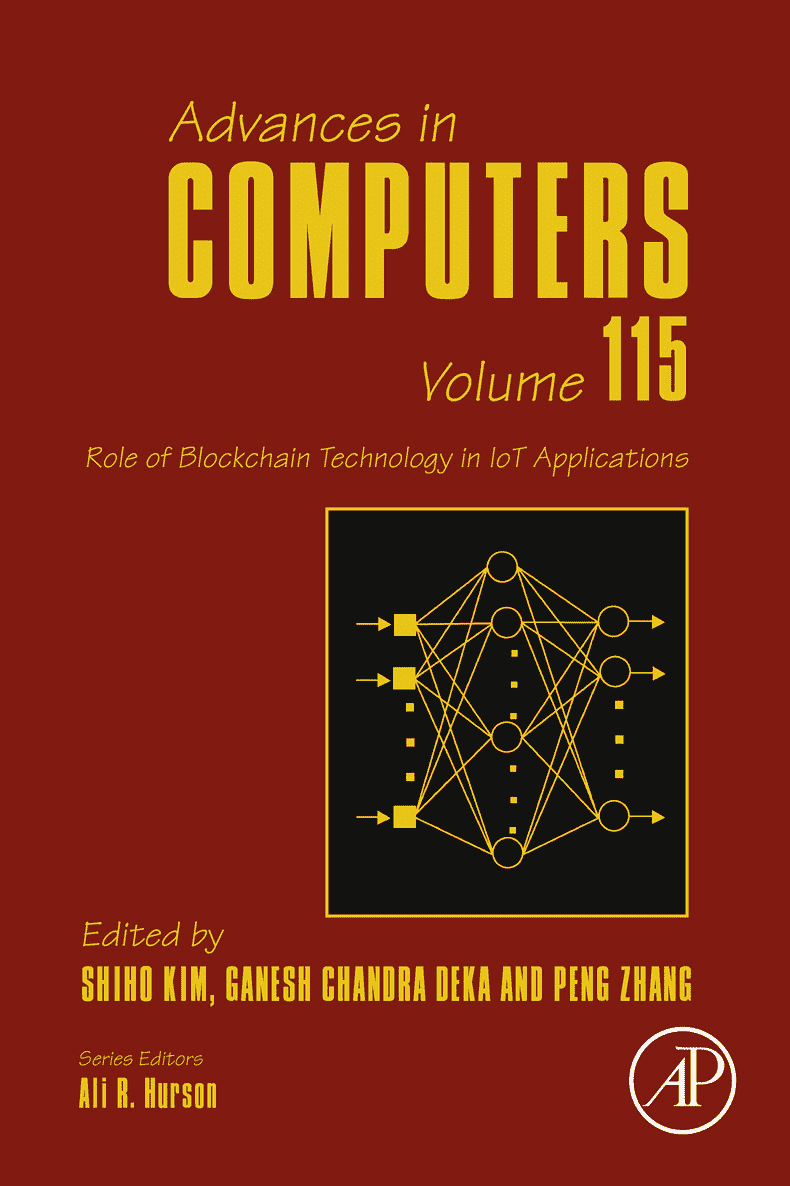 Advances in
COMPUTERS
Volume 115
Role of Blockchain Technology in IoT Applications
Edited by
SHIHO KIM, GANESH CHANDRA DEKA AND PENG ZHANG
Series Editors
Ali R. Hurson
AP